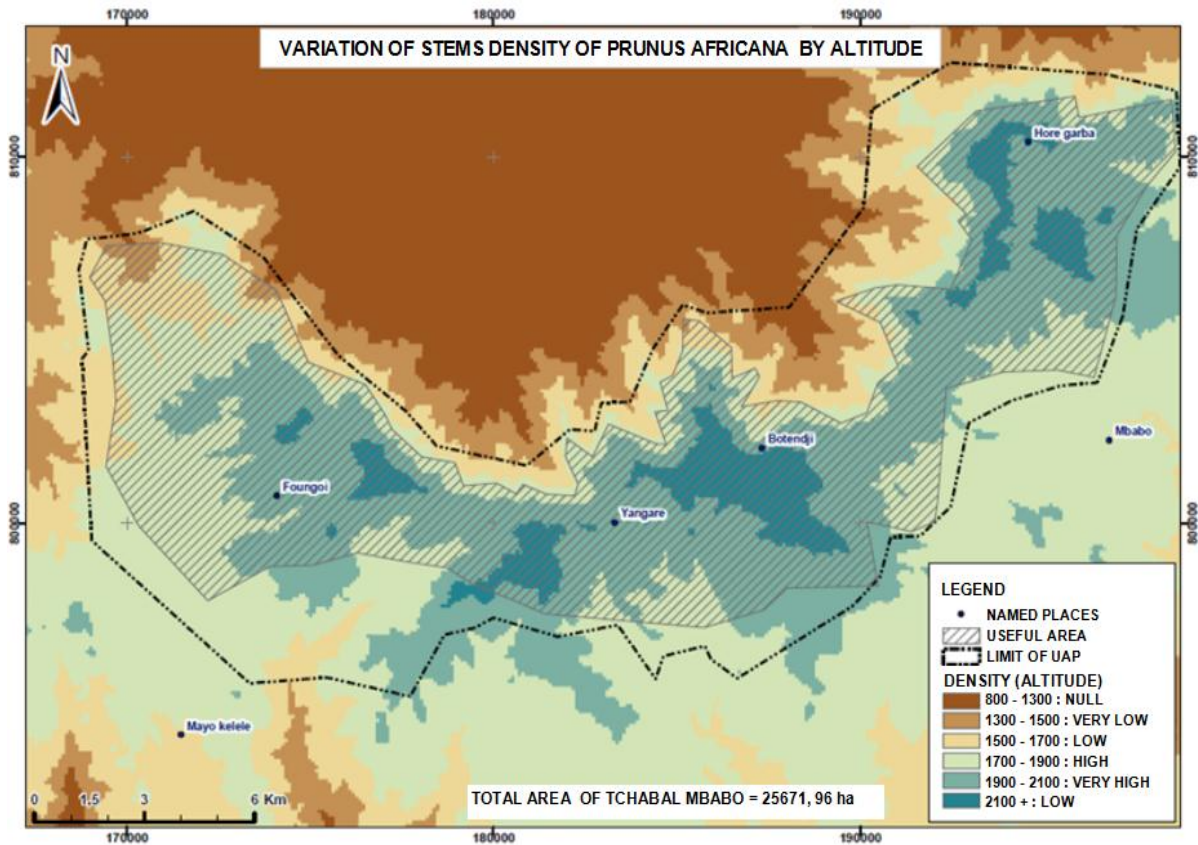 170000 180000 190000
VARIATION OF STEMS DENSITY OF PRUNUS AFRICANA BY ALTITUDE
N
Hore garba
810000 810000
Mbabo
Botendji
Foungoi
Yangare
800000 800000
LEGEND
NAMED PLACES
USEFUL AREA
LIMIT OF UAP
DENSITY (ALTITUDE)
800 - 1300 : NULL
1300 - 1500 : VERY LOW
1500 - 1700 : LOW
1700 - 1900 : HIGH
1900 - 2100 : VERY HIGH
2100 + : LOW
Mayo kelele
0 1,5 3 6 Km
TOTAL AREA OF TCHABAL MBABO = 25671, 96 ha
170000 180000 190000